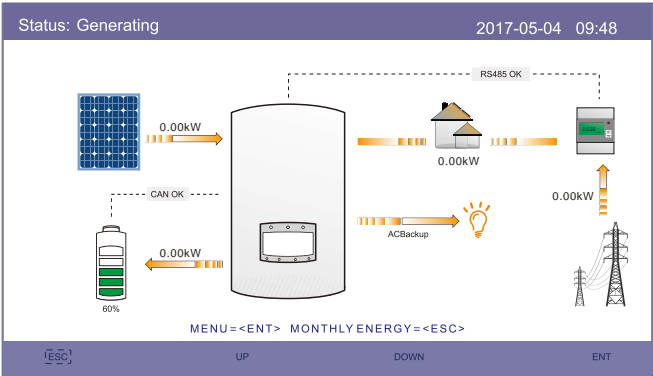 Status: Generating
2017-05-04 09:48
RS485 OK
0.00kW
0.00kW
CAN OK
0.00kW
ACBackup
0.00kW
60%
MENU=<ENT> MONTHLY ENERGY=<ESC>
ESC
UP
DOWN
ENT